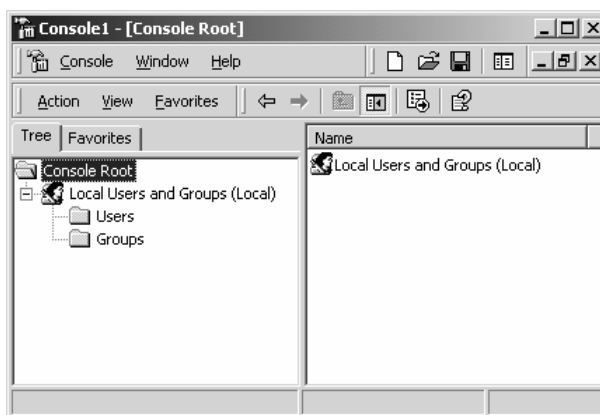 Console1 - [Console Root]
Console Window Help
Action View Favorites
Tree Favorites
Name
Console Root
Local Users and Groups (Local)
Local Users and Groups (Local)
Users
Groups